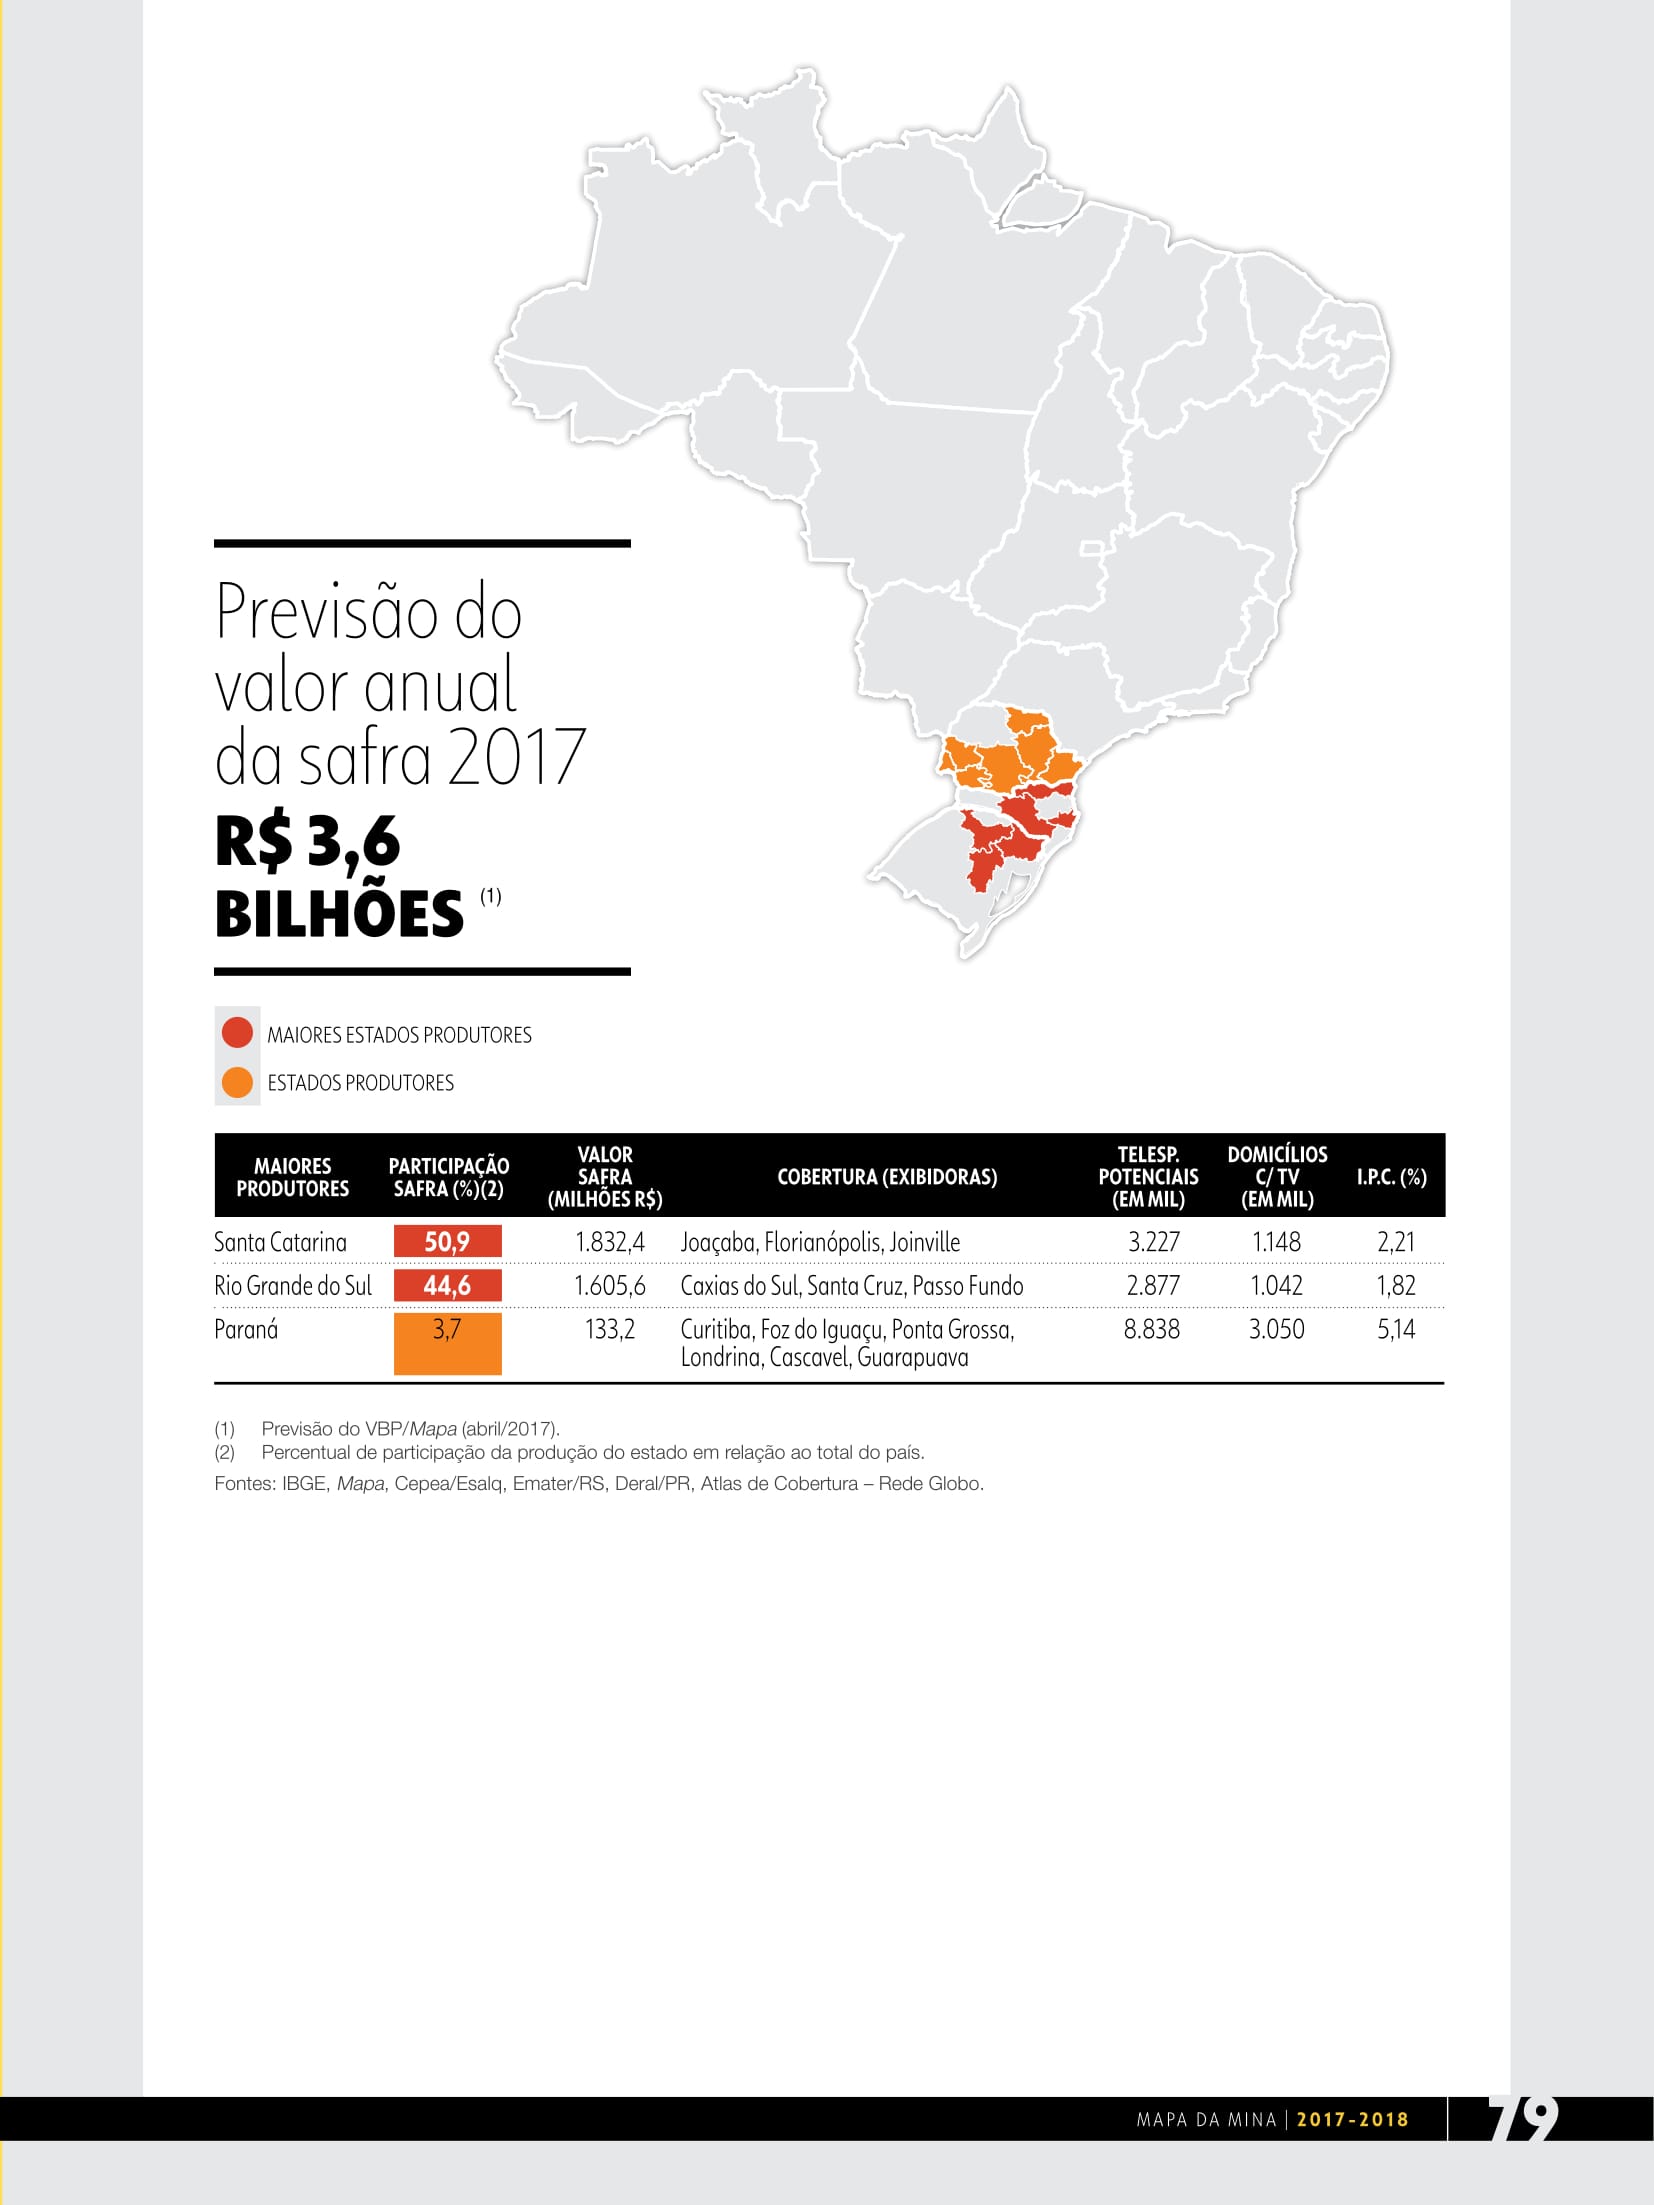 Previsão do
valor anual
da safra 2017
R$ 3,6
BILHÕES (1)
MAIORES ESTADOS PRODUTORES
ESTADOS PRODUTORES
MAIORES PRODUTORES PARTICIPAÇÃO SAFRA (%)(2) VALOR SAFRA (MILHÕES R$) COBERTURA (EXIBIDORAS) TELESP. POTENCIAIS (EM MIL) DOMICÍLIOS C/ TV (EM MIL) I.P.C. (%)
Santa Catarina 50,9 1.832,4 Joaçaba, Florianópolis, Joinville 3.227 1.148 2,21
Rio Grande do Sul 44,6 1.605,6 Caxias do Sul, Santa Cruz, Passo Fundo 2.877 1.042 1,82
Paraná 3,7 133,2 Curitiba, Foz do Iguaçu, Ponta Grossa, 8.838 3.050 5,14
Londrina, Cascavel, Guarapuava
(1) Previsão do VBP/Mapa (abril/2017).
(2) Percentual de participação da produção do estado em relação ao total do país.
Fontes: IBGE, Mapa, Cepea/Esalq, Emater/RS, Deral/PR, Atlas de Cobertura – Rede Globo.
MAPA DA MINA | 2017-2018 79